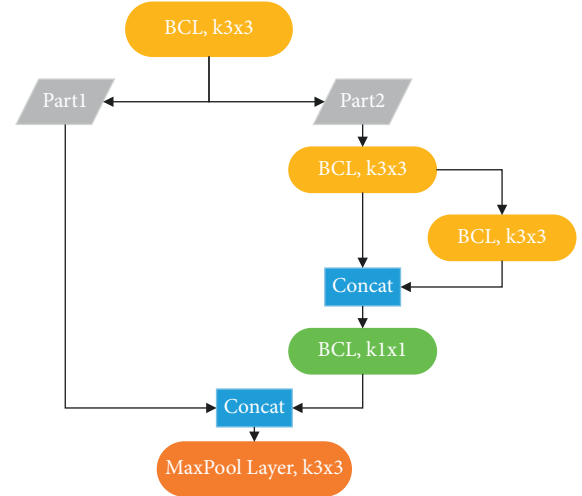 BCL, k3x3
Part1
Part2
BCL, k3x3
BCL, k3x3
Concat
BCL, k1x1
Concat
MaxPool Layer, k3x3